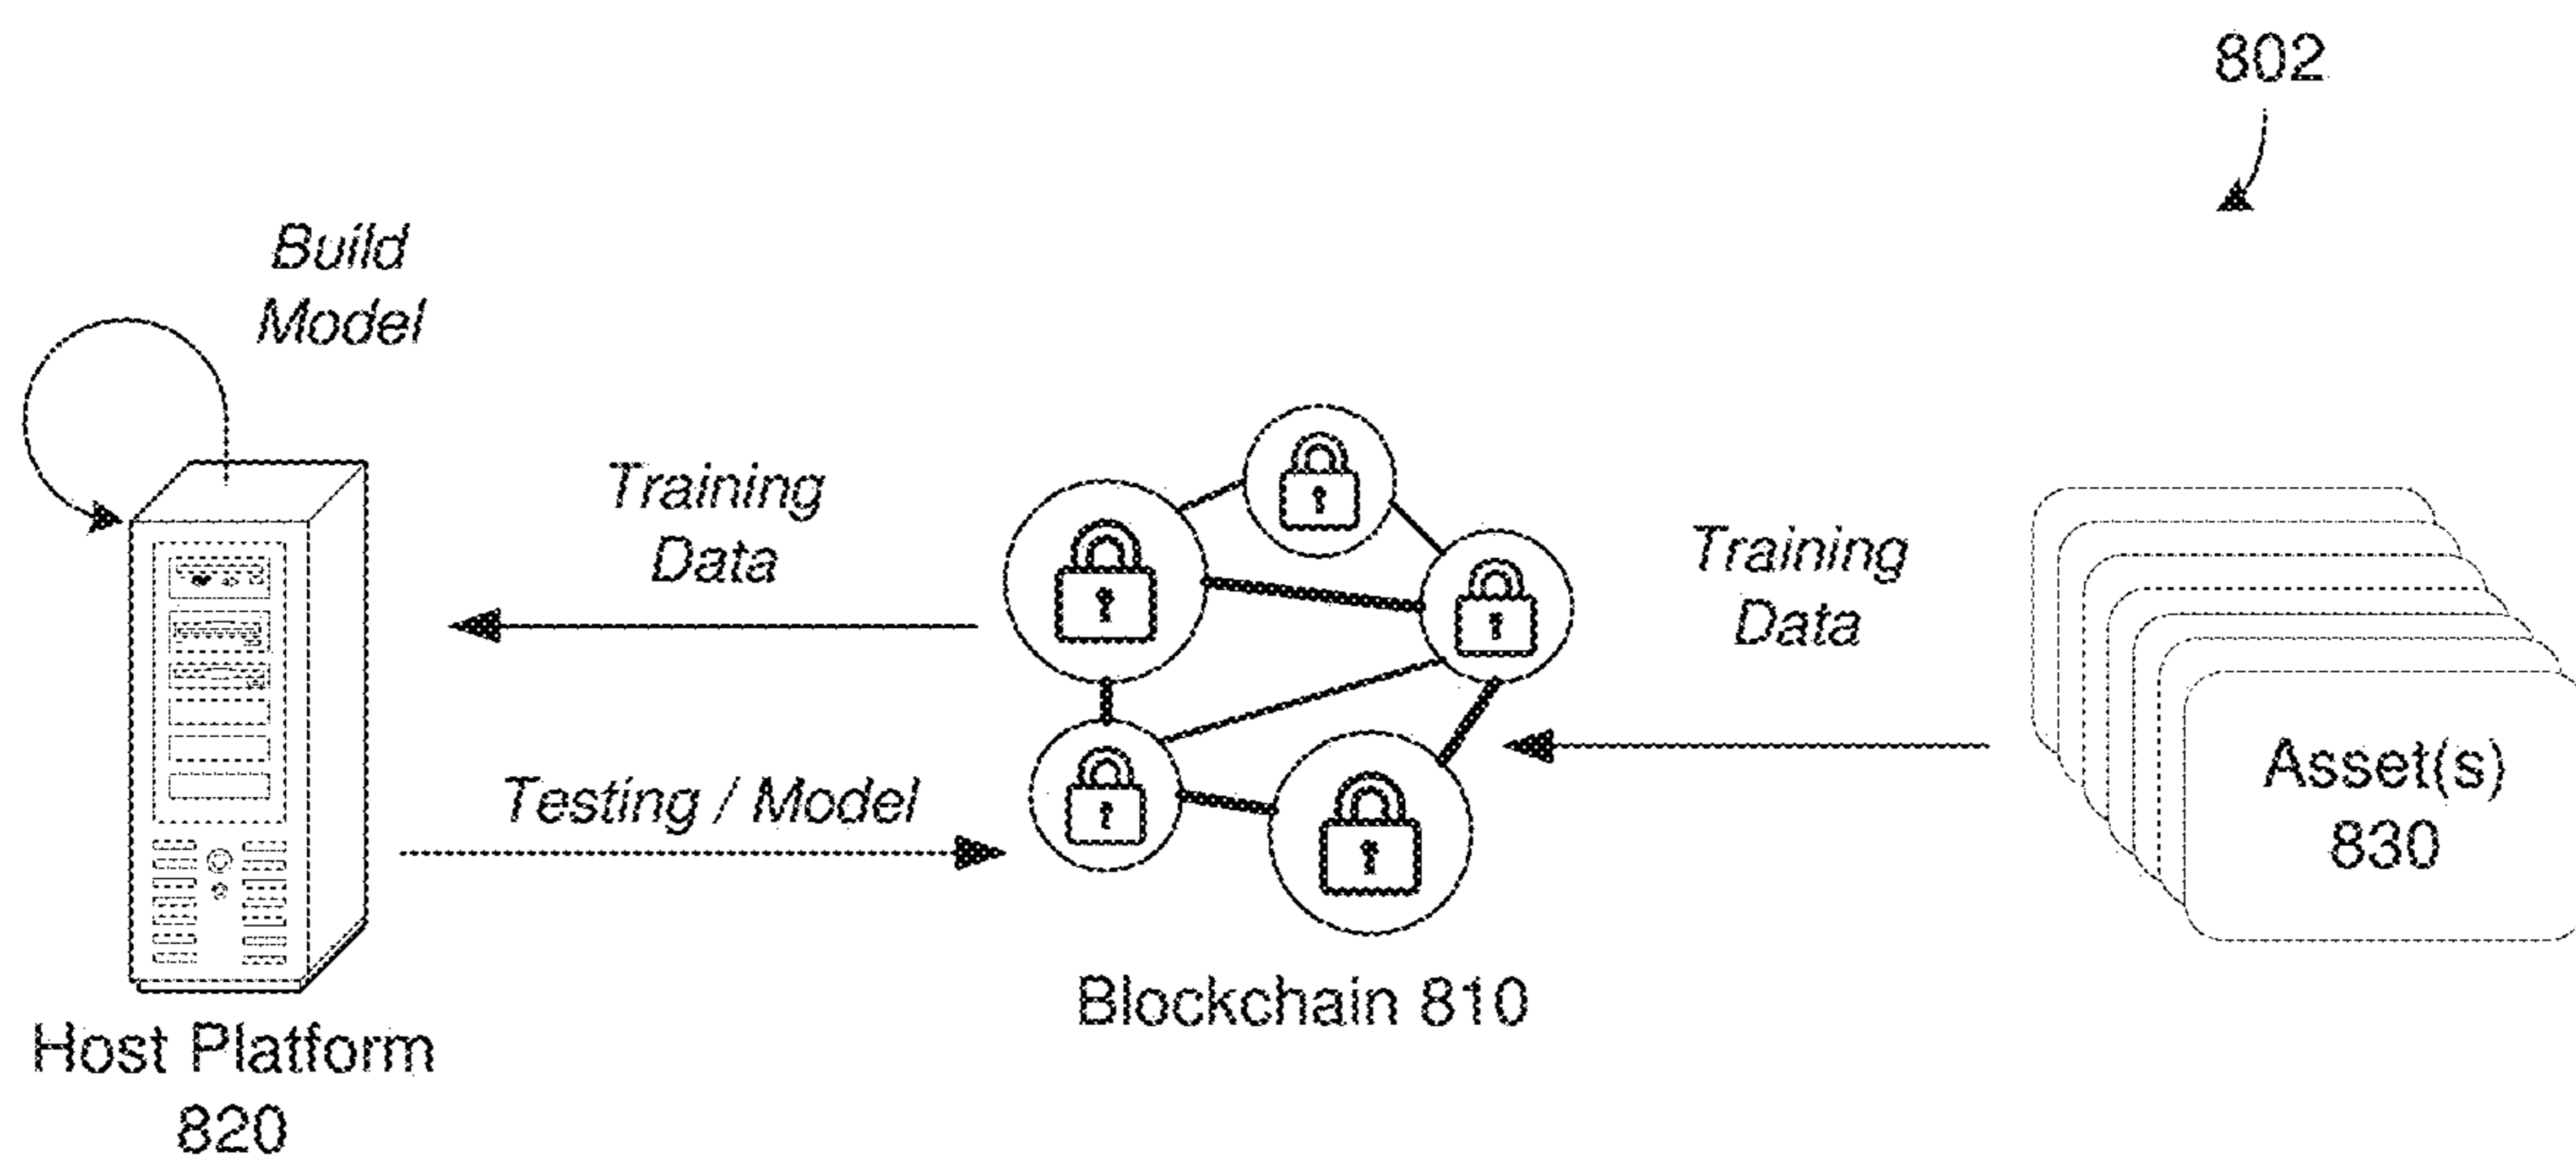 802
Build
Model
Training
Data
Training
Data
Testing / Model
Asset(s)
830
Blockchain 810
Host Platform
820